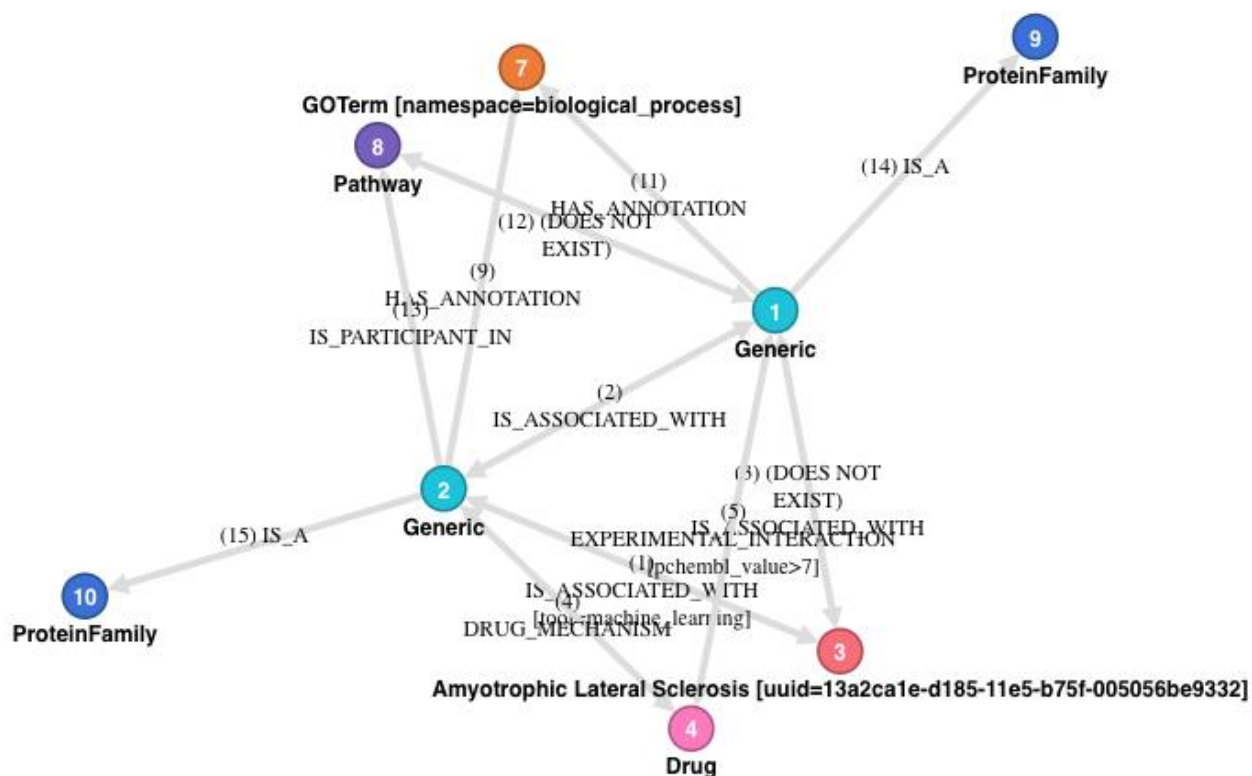 9
ProteinFamily
7
GOTerm [namespace=biological_process]
8
Pathway
(14) IS_A
(11)
HAS_ANNOTATION
(12) (DOES NOT
EXIST)
(9)
HAS_ANNOTATION
(13)
IS_PARTICIPANT_IN
1
Generic
(2)
IS_ASSOCIATED_WITH
2
Generic
(3) (DOES NOT
EXIST)
IS_ASSOCIATED_WITH
(5)
EXPERIMENTAL_INTERACTION
[pchembl_value>7]
(15) IS_A
(1)
IS_ASSOCIATED_WITH
(4)
DRUG_MECHANISM
10
ProteinFamily
3
Amyotrophic Lateral Sclerosis [uuid=13a2ca1e-d185-11e5-b75f-005056be9332]
4
Drug